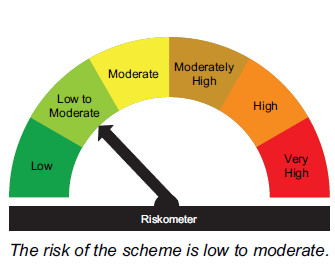 Low
Low to
Moderate
Moderate
Moderately
High
High
Very
High
Riskometer
The risk of the scheme is low to moderate.